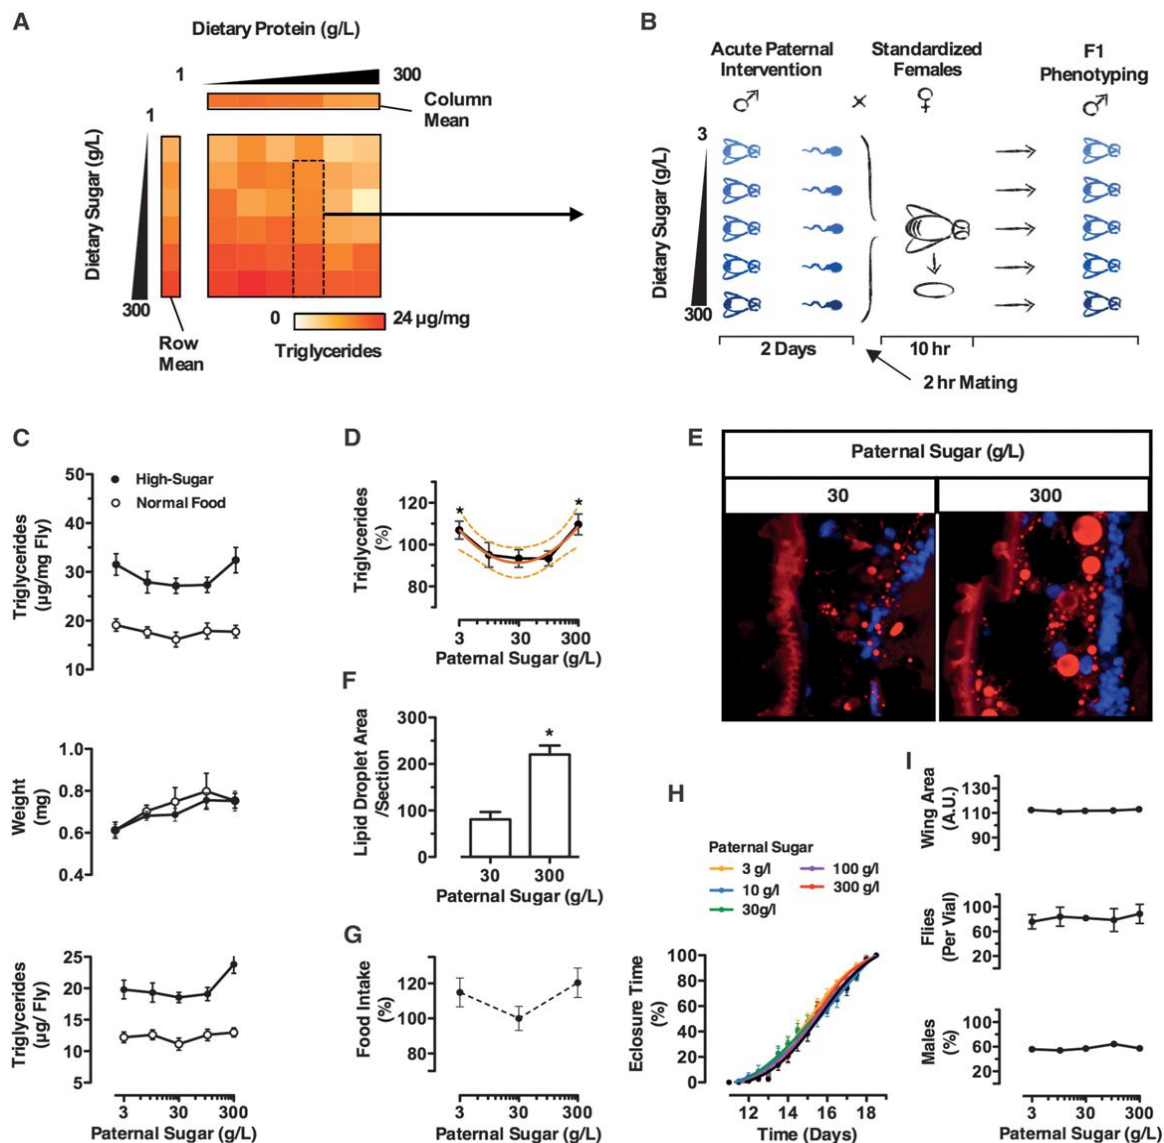 A
Dietary Protein (g/L)
1
300
Column
Mean
1
Dietary Sugar (g/L)
300
Row
Mean
0
24 µg/mg
Triglycerides
B
Acute Paternal
Intervention
Standardized
Females
F1
Phenotyping
♂
×
♀
♂
3
Dietary Sugar (g/L)
300
2 Days
10 hr
2 hr Mating
C
High-Sugar
Normal Food
Triglycerides
(µg/mg Fly)
50
40
30
20
10
Weight
(mg)
1.0
0.8
0.6
0.4
Triglycerides
(µg/ Fly)
25
20
15
10
5
3
30
300
Paternal Sugar (g/L)
D
Triglycerides
(%)
120
100
80
*
*
3
30
300
Paternal Sugar (g/L)
E
Paternal Sugar (g/L)
30
300
F
Lipid Droplet Area
/Section
300
200
100
0
*
30
300
Paternal Sugar (g/L)
G
Food Intake
(%)
120
100
80
3
30
300
Paternal Sugar (g/L)
H
Paternal Sugar
3 g/l
100 g/l
10 g/l
300 g/l
30g/l
Eclosure Time
(%)
100
80
60
40
20
0
12
14
16
18
Time (Days)
I
Wing Area
(A.U.)
130
110
90
Flies
(Per Vial)
100
60
20
Males
(%)
100
60
20
3
30
300
Paternal Sugar (g/L)